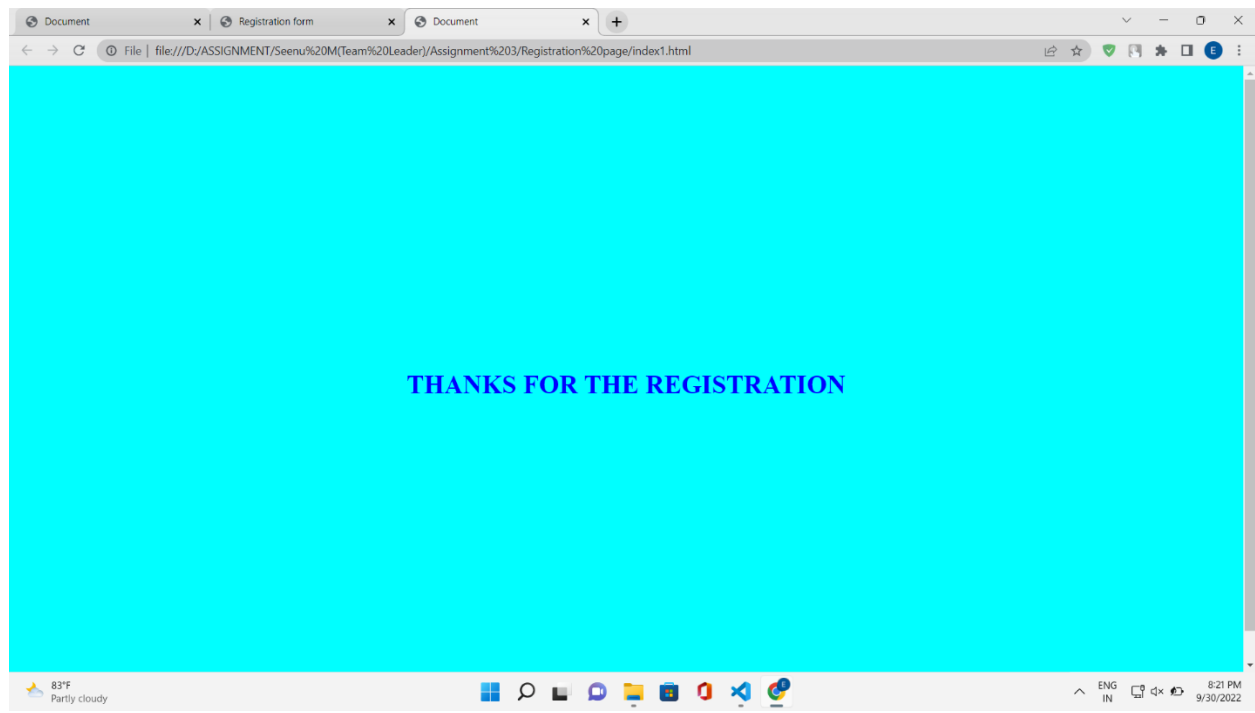 Document
Registration form
Document
File | file:///D:/ASSIGNMENT/Seenu%20M(Team%20Leader)/Assignment%203/Registration%20page/index1.html
E
THANKS FOR THE REGISTRATION
83°F
Partly cloudy
E
ENG
IN
8:21 PM
9/30/2022